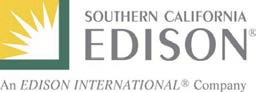 SOUTHERN CALIFORNIA
EDISON®
An EDISON INTERNATIONAL® Company